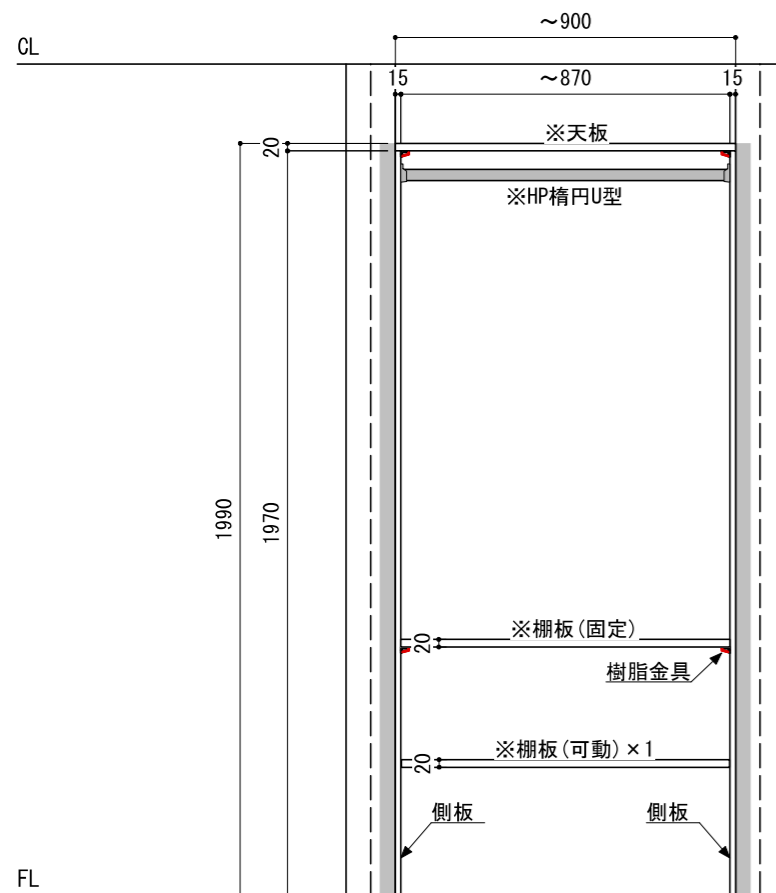 ~900
CL
15
~870
15
20
※天板
※HP楕円U型
1990
1970
20
※棚板(固定)
樹脂金具
20
※棚板(可動)×1
側板
側板
FL